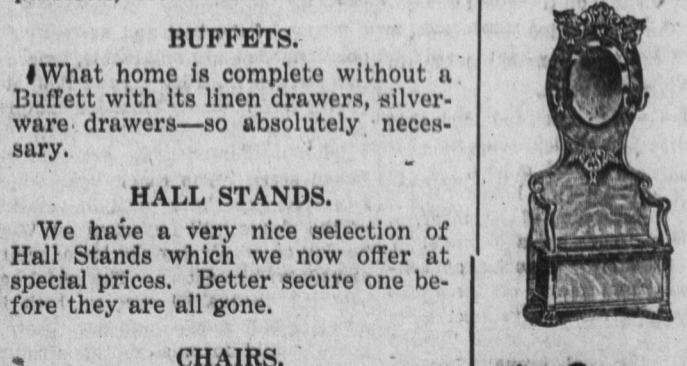 BUFFETS.
What home is complete without a
Buffett with its linen drawers, silver-
ware drawers—so absolutely neces-
sary.
HALL STANDS.
We have a very nice selection of
Hall Stands which we now offer at
special prices. Better secure one be-
fore they are all gone.
CHAIRS.